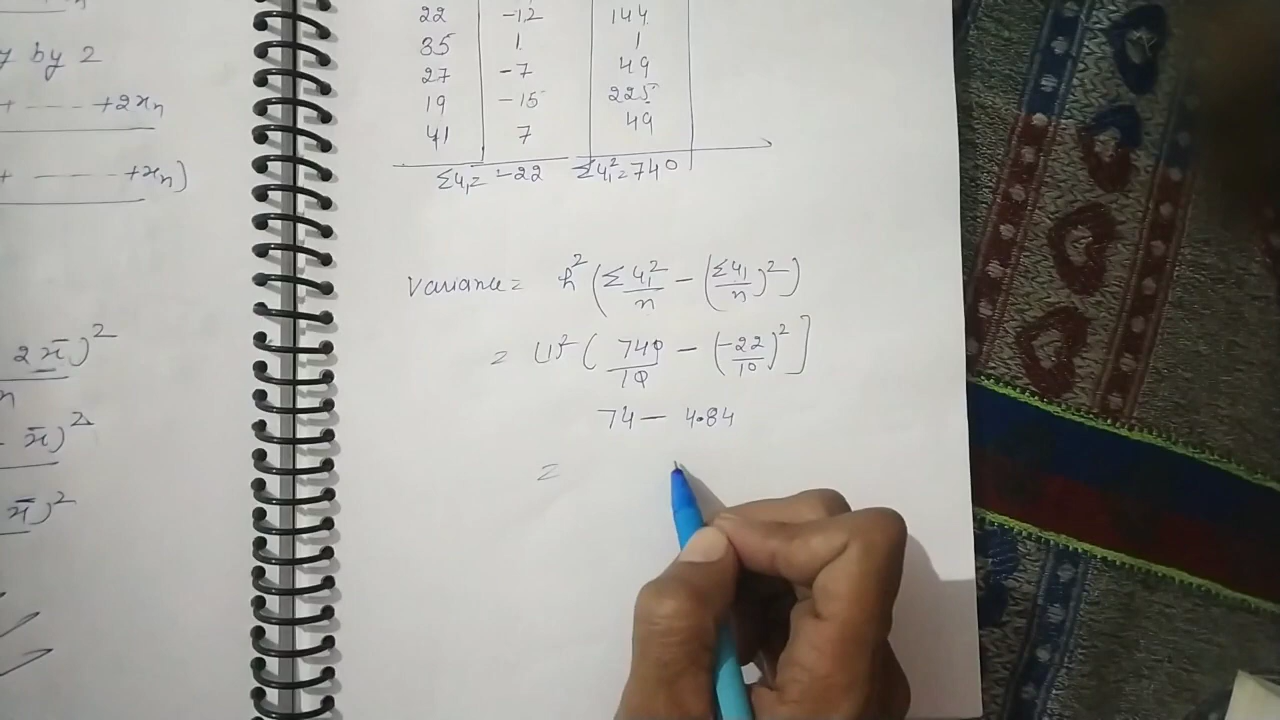 y by 2
+ ---- +2xₙ
+ ---- +xₙ)
2x̄)²
n
- x̄)²
x̄)²
22 -12 144
35 1 1
27 -7 49
19 -15 225
41 7 49
Σu₁= -22 Σu₁²=740
Variance = h² (Σu₁²/n - (Σu₁/n)²)
= (1)² ( 740/10 - (-22/10)² ]
74 - 4.84
=